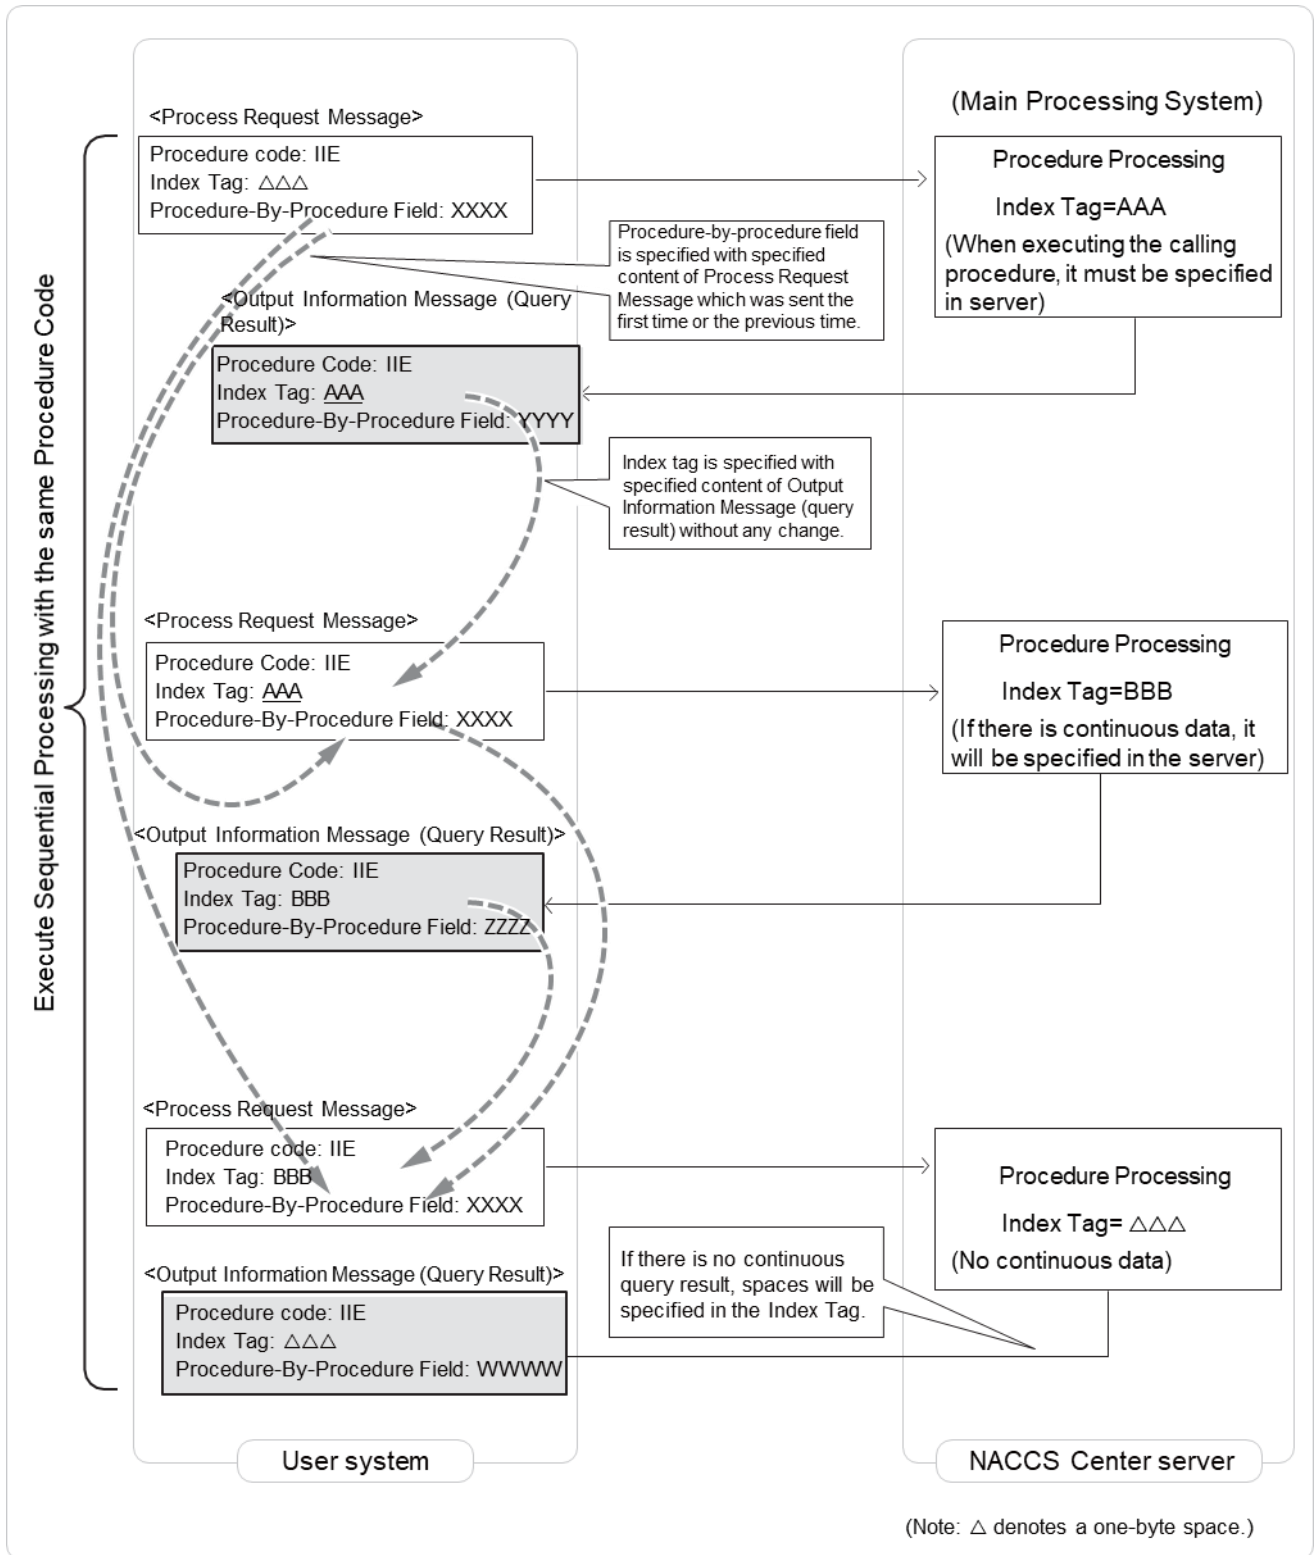 (Main Processing System)
<Process Request Message>
Procedure code: IIE
Index Tag: △△△
Procedure-By-Procedure Field: XXXX
Procedure Processing
Index Tag=AAA
(When executing the calling
procedure, it must be specified
in server)
Procedure-by-procedure field
is specified with specified
content of Process Request
Message which was sent the
first time or the previous time.
<Output Information Message (Query
Result)>
Procedure Code: IIE
Index Tag: AAA
Procedure-By-Procedure Field: YYYY
Index tag is specified with
specified content of Output
Information Message (query
result) without any change.
Execute Sequential Processing with the same Procedure Code
<Process Request Message>
Procedure Code: IIE
Index Tag: AAA
Procedure-By-Procedure Field: XXXX
Procedure Processing
Index Tag=BBB
(If there is continuous data, it
will be specified in the server)
<Output Information Message (Query Result)>
Procedure Code: IIE
Index Tag: BBB
Procedure-By-Procedure Field: ZZZZ
<Process Request Message>
Procedure code: IIE
Index Tag: BBB
Procedure-By-Procedure Field: XXXX
Procedure Processing
Index Tag= △△△
(No continuous data)
If there is no continuous
query result, spaces will be
specified in the Index Tag.
<Output Information Message (Query Result)>
Procedure code: IIE
Index Tag: △△△
Procedure-By-Procedure Field: WWWW
User system
NACCS Center server
(Note: △ denotes a one-byte space.)